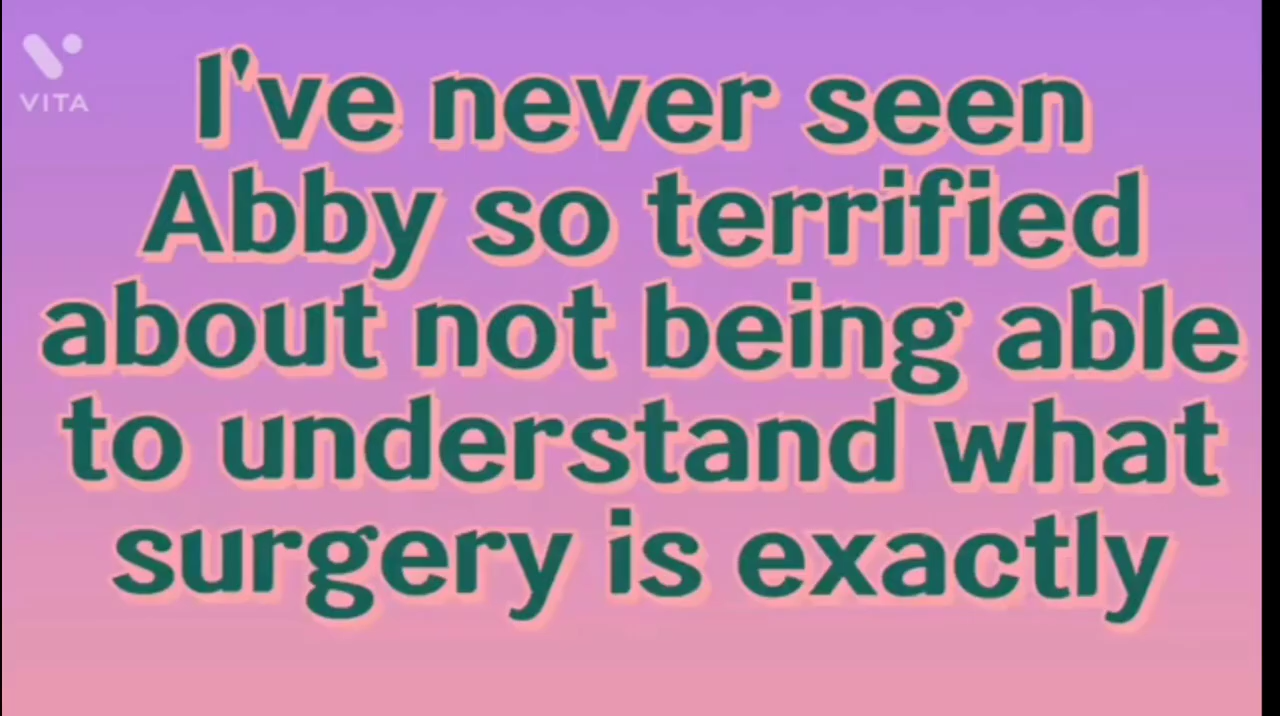 VITA
I've never seen
Abby so terrified
about not being able
to understand what
surgery is exactly